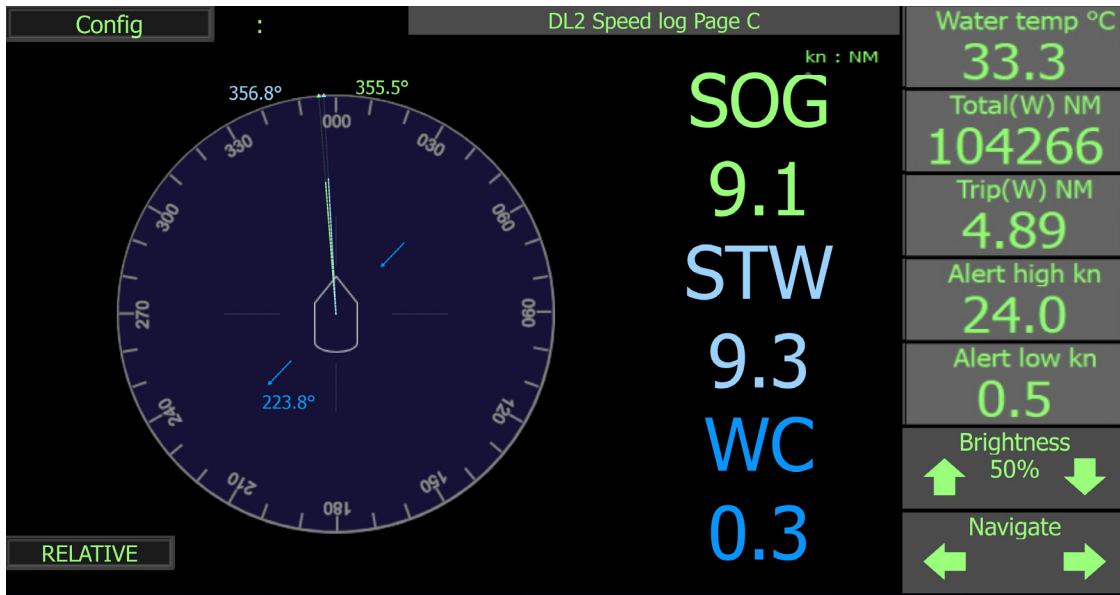 Config
:
DL2 Speed log Page C
kn : NM
356.8°
355.5°
000
030
060
090
120
150
180
210
240
270
300
330
223.8°
RELATIVE
SOG
9.1
STW
9.3
WC
0.3
Water temp °C
33.3
Total(W) NM
104266
Trip(W) NM
4.89
Alert high kn
24.0
Alert low kn
0.5
Brightness
50%
Navigate